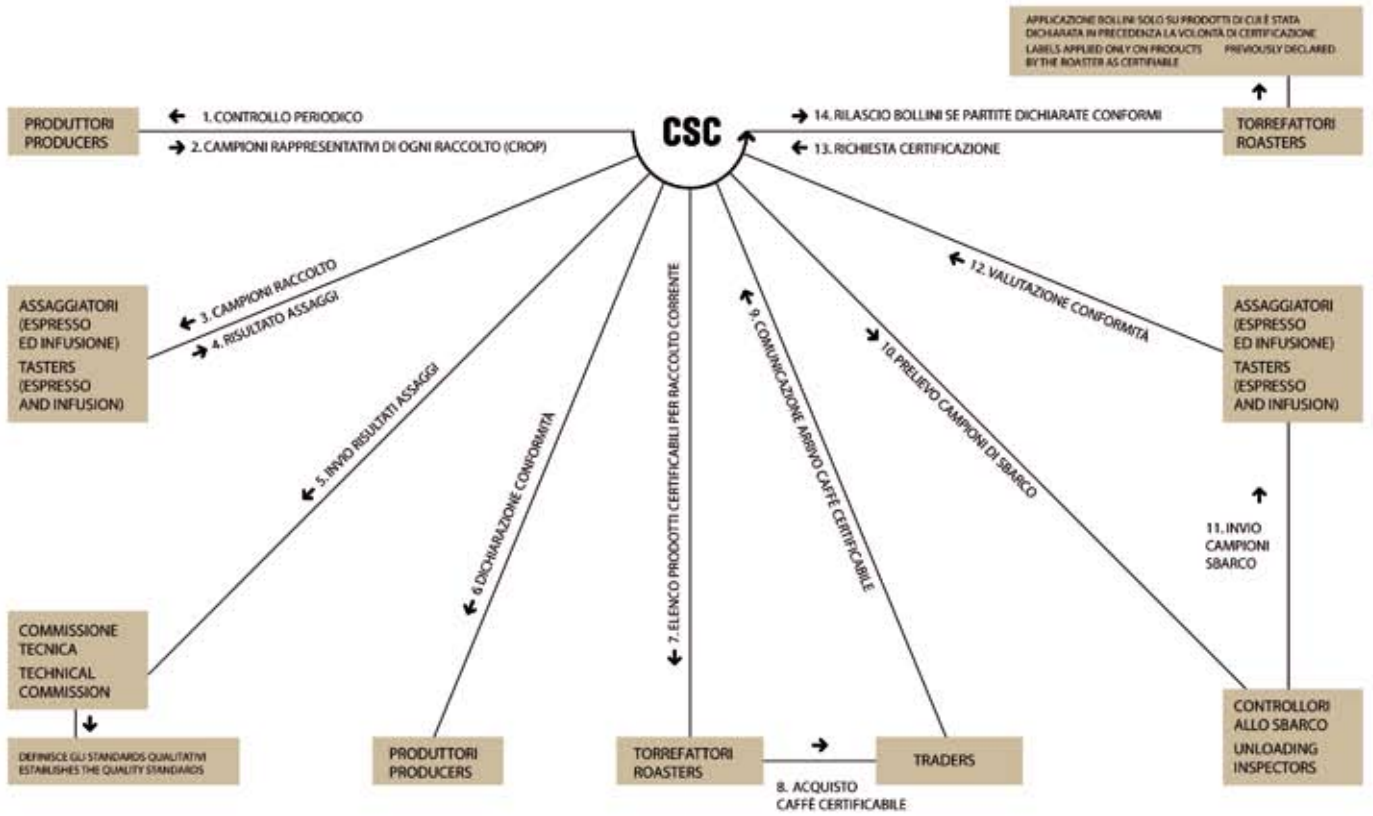 APPLICAZIONE BOLLINI SOLO SU PRODOTTI DI CUI È STATA
DICHIARATA IN PRECEDENZA LA VOLONTÀ DI CERTIFICAZIONE
LABELS APPLIED ONLY ON PRODUCTS PREVIOUSLY DECLARED
BY THE ROASTER AS CERTIFIABLE
PRODUTTORI
PRODUCERS
1. CONTROLLO PERIODICO
2. CAMPIONI RAPPRESENTATIVI DI OGNI RACCOLTO (CROP)
CSC
14. RILASCIO BOLLINI SE PARTITE DICHIARATE CONFORMI
13. RICHIESTA CERTIFICAZIONE
TORREFATTORI
ROASTERS
ASSAGGIATORI
(ESPRESSO
ED INFUSIONE)
TASTERS
(ESPRESSO
AND INFUSION)
3. CAMPIONI RACCOLTO
4. RISULTATO ASSAGGI
5. INVIO RISULTATI ASSAGGI
6 DICHIARAZIONE CONFORMITÀ
7. ELENCO PRODOTTI CERTIFICABILI PER RACCOLTO CORRENTE
9. COMUNICAZIONE ARRIVO CAFFÈ CERTIFICABILE
10. PRELIEVO CAMPIONI DI SBARCO
12. VALUTAZIONE CONFORMITÀ
ASSAGGIATORI
(ESPRESSO
ED INFUSIONE)
TASTERS
(ESPRESSO
AND INFUSION)
11. INVIO
CAMPIONI
SBARCO
COMMISSIONE
TECNICA
TECHNICAL
COMMISSION
DEFINISCE GLI STANDARDS QUALITATIVI
ESTABLISHES THE QUALITY STANDARDS
PRODUTTORI
PRODUCERS
TORREFATTORI
ROASTERS
8. ACQUISTO
CAFFÈ CERTIFICABILE
TRADERS
CONTROLLORI
ALLO SBARCO
UNLOADING
INSPECTORS